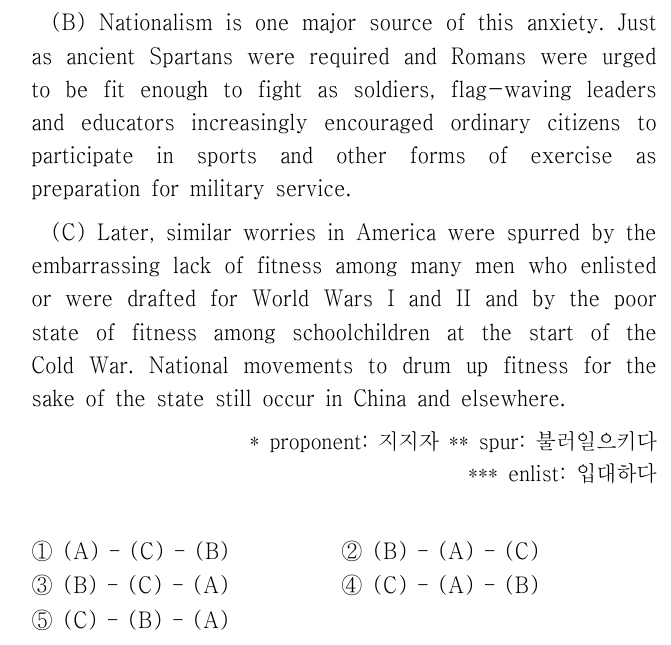 (B) Nationalism is one major source of this anxiety. Just
as ancient Spartans were required and Romans were urged
to be fit enough to fight as soldiers, flag-waving leaders
and educators increasingly encouraged ordinary citizens to
participate in sports and other forms of exercise as
preparation for military service.
(C) Later, similar worries in America were spurred by the
embarrassing lack of fitness among many men who enlisted
or were drafted for World Wars I and II and by the poor
state of fitness among schoolchildren at the start of the
Cold War. National movements to drum up fitness for the
sake of the state still occur in China and elsewhere.
* proponent: 지지자 ** spur: 불러일으키다
*** enlist: 입대하다
① (A) - (C) - (B) ② (B) - (A) - (C)
③ (B) - (C) - (A) ④ (C) - (A) - (B)
⑤ (C) - (B) - (A)